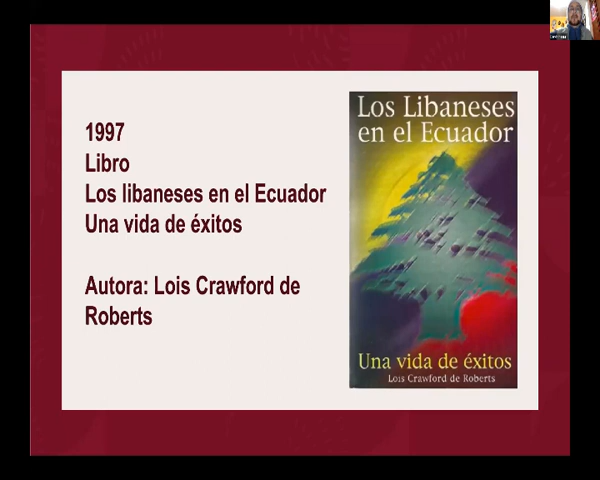 1997
Libro
Los libaneses en el Ecuador
Una vida de éxitos
Autora: Lois Crawford de
Roberts
Los Libaneses
en el Ecuador
Una vida de éxitos
Lois Crawford de Roberts